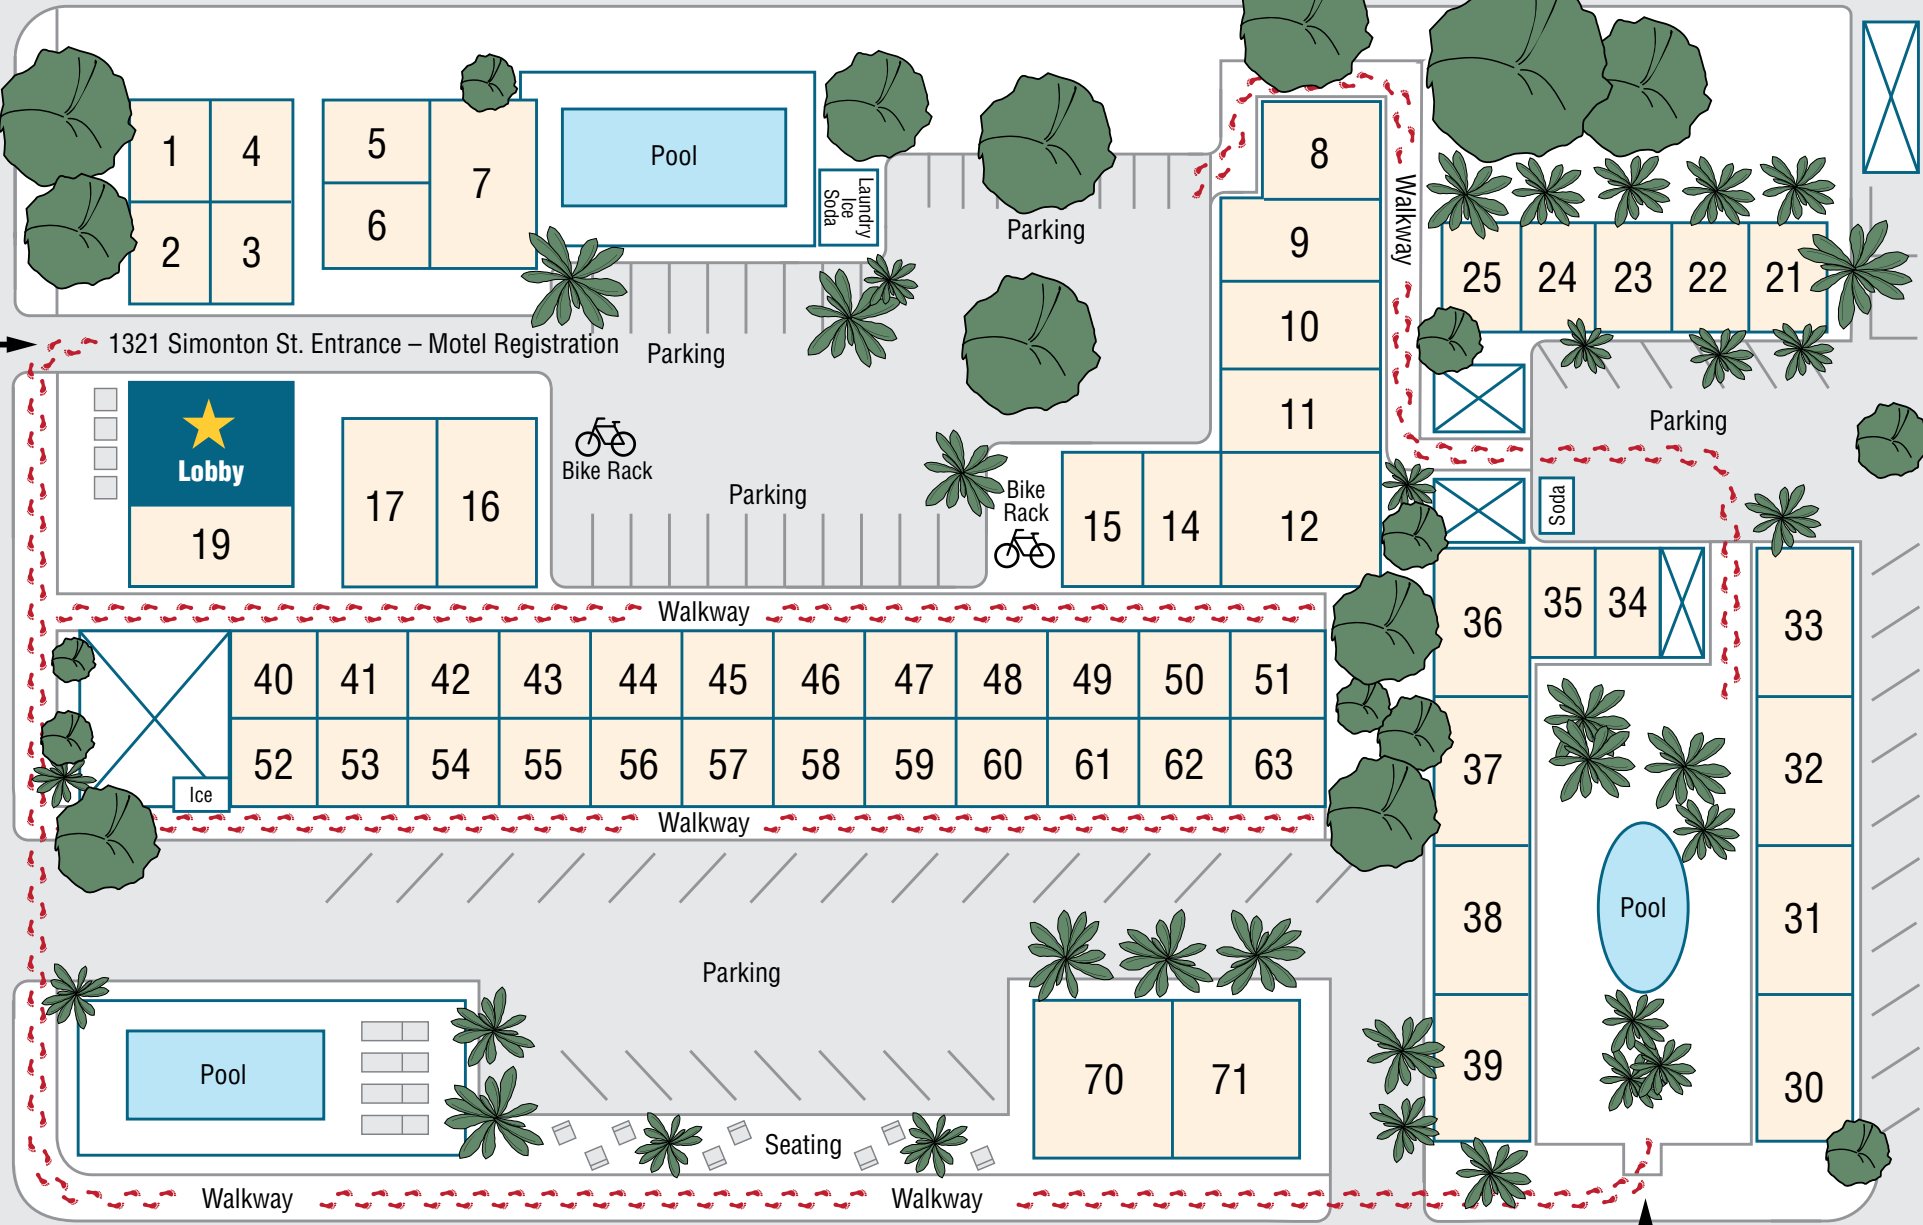 1
4
2
3
5
6
7
Pool
Laundry
Ice
Soda
Parking
8
Walkway
9
10
11
25
24
23
22
21
1321 Simonton St. Entrance – Motel Registration
Parking
Parking
Lobby
19
17
16
Bike Rack
Parking
Bike
Rack
15
14
12
Soda
36
35
34
33
Walkway
40
41
42
43
44
45
46
47
48
49
50
51
52
53
54
55
56
57
58
59
60
61
62
63
Ice
Walkway
37
32
38
Pool
31
Parking
39
30
Pool
70
71
Seating
Walkway
Walkway